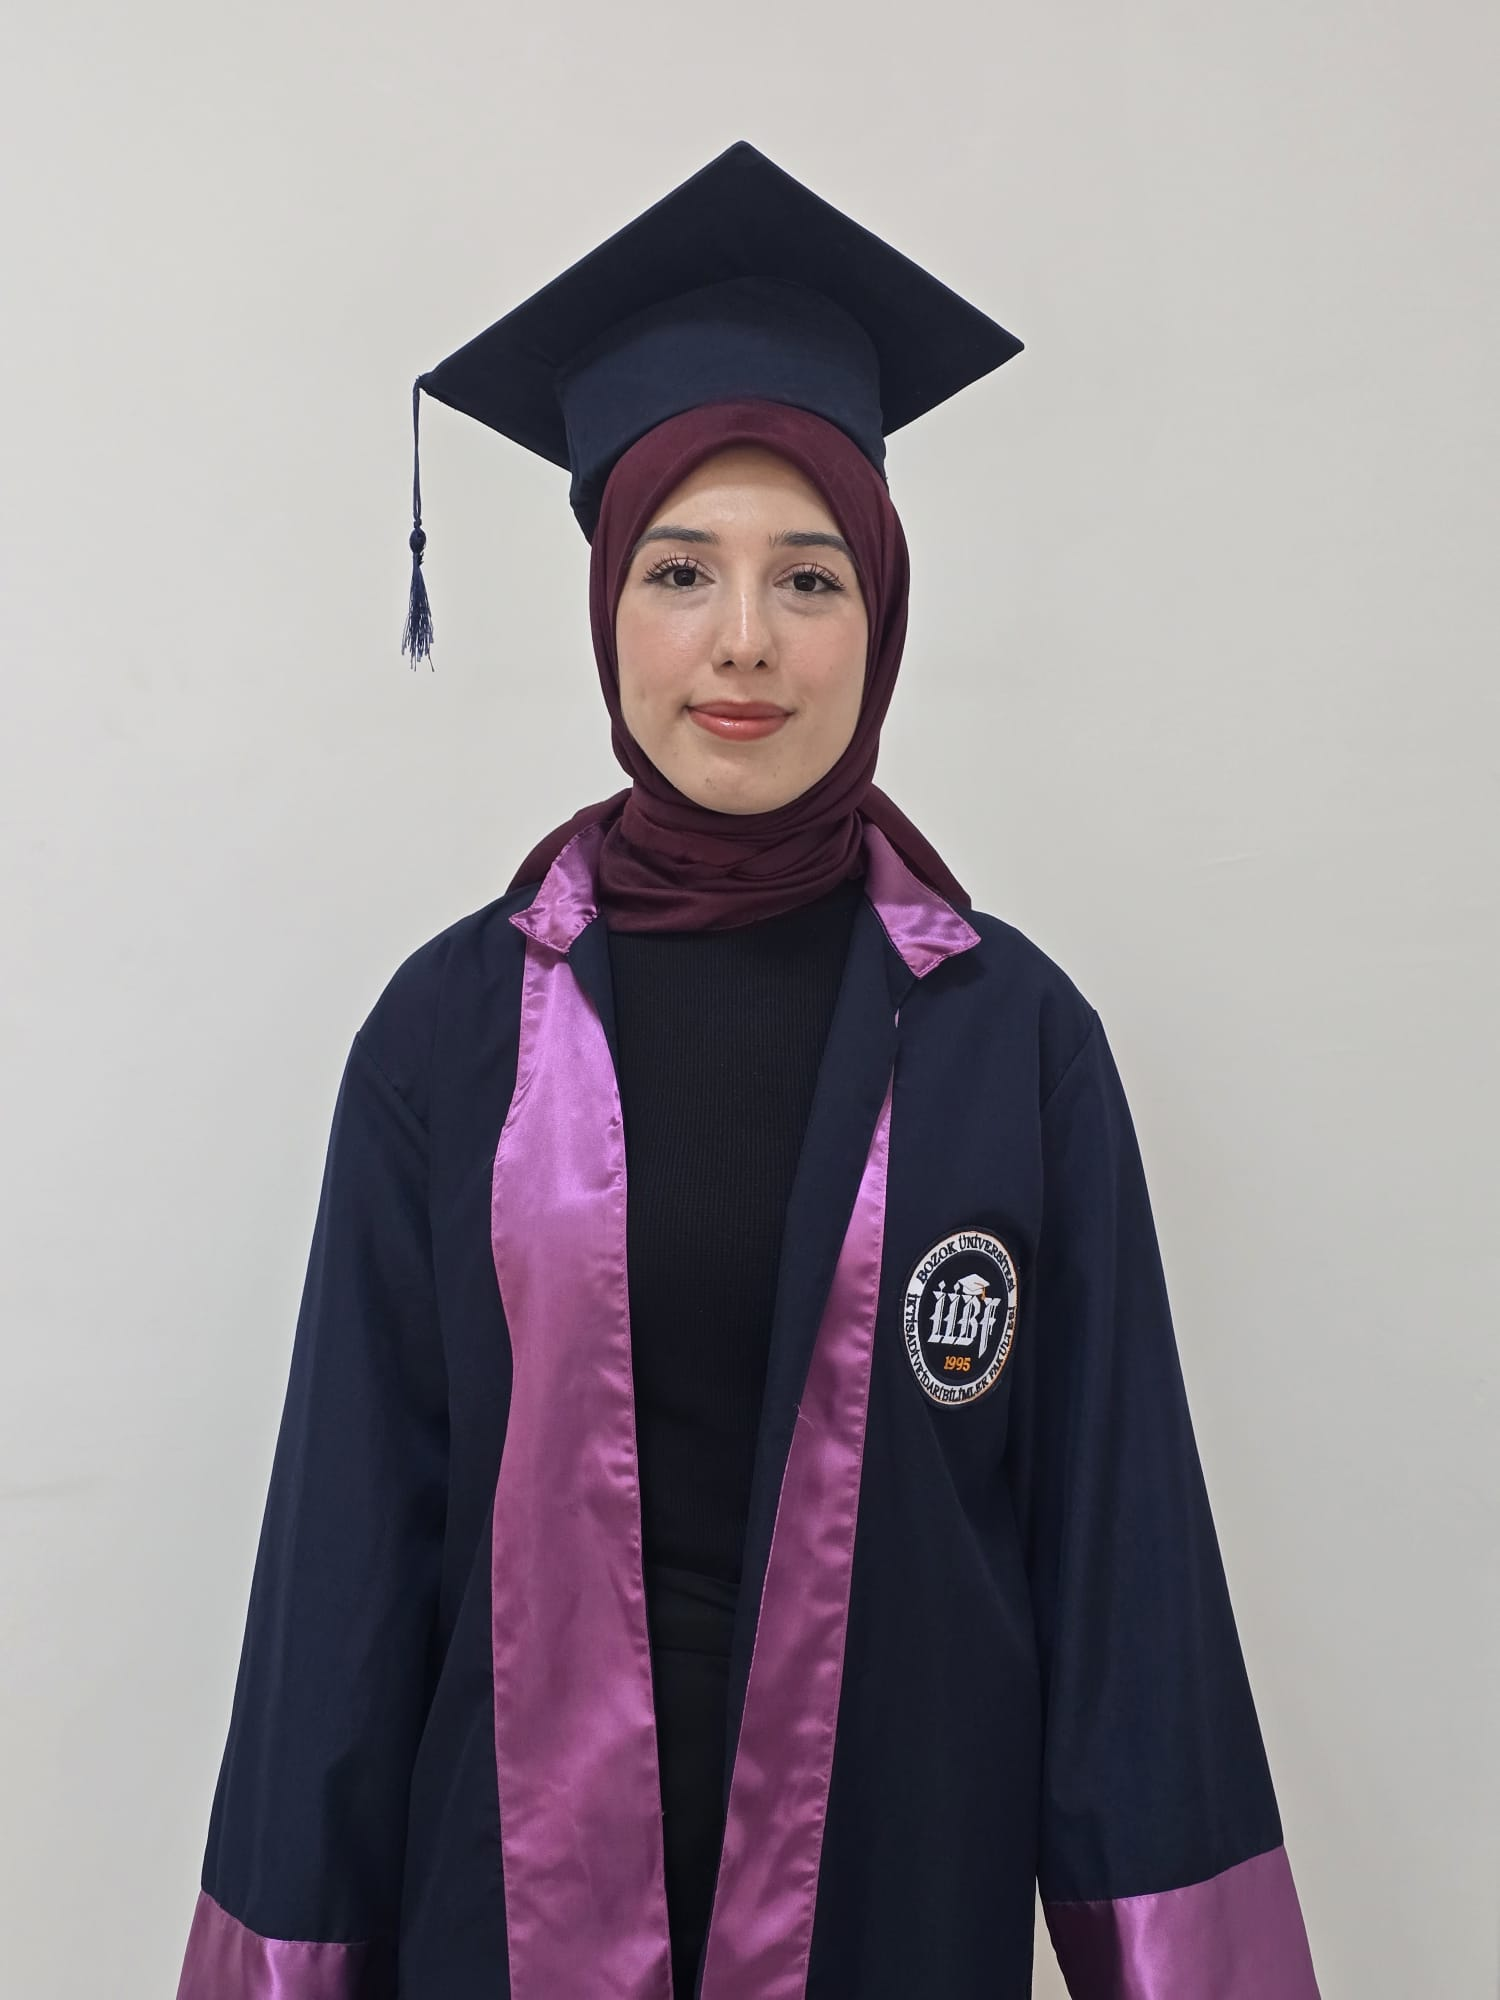 BOZOK ÜNİVERSİTESİ
İİBF
1995
İKTİSADİ VE İDARİ BİLİMLER FAKÜLTESİ